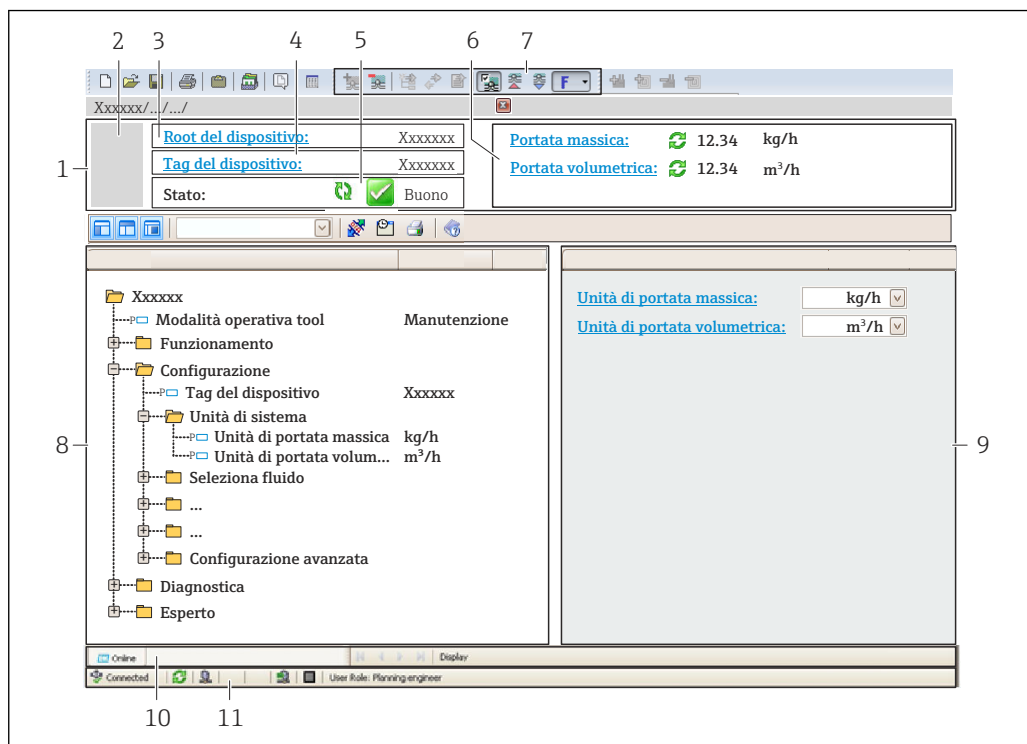 2 3 4 5 6 7
F
Xxxxxx/.../.../
1
Root del dispositivo: Xxxxxxx
Tag del dispositivo: Xxxxxxx
Stato: Buono
Portata massica: 12.34 kg/h
Portata volumetrica: 12.34 m³/h
8
Xxxxxx
P Modalità operativa tool Manutenzione
Funzionamento
Configurazione
P Tag del dispositivo Xxxxxx
Unità di sistema
P Unità di portata massica kg/h
P Unità di portata volum... m³/h
Seleziona fluido
...
...
Configurazione avanzata
Diagnostica
Esperto
Unità di portata massica: kg/h
Unità di portata volumetrica: m³/h
9
Online Display
Connected User Role: Planning engineer
10 11